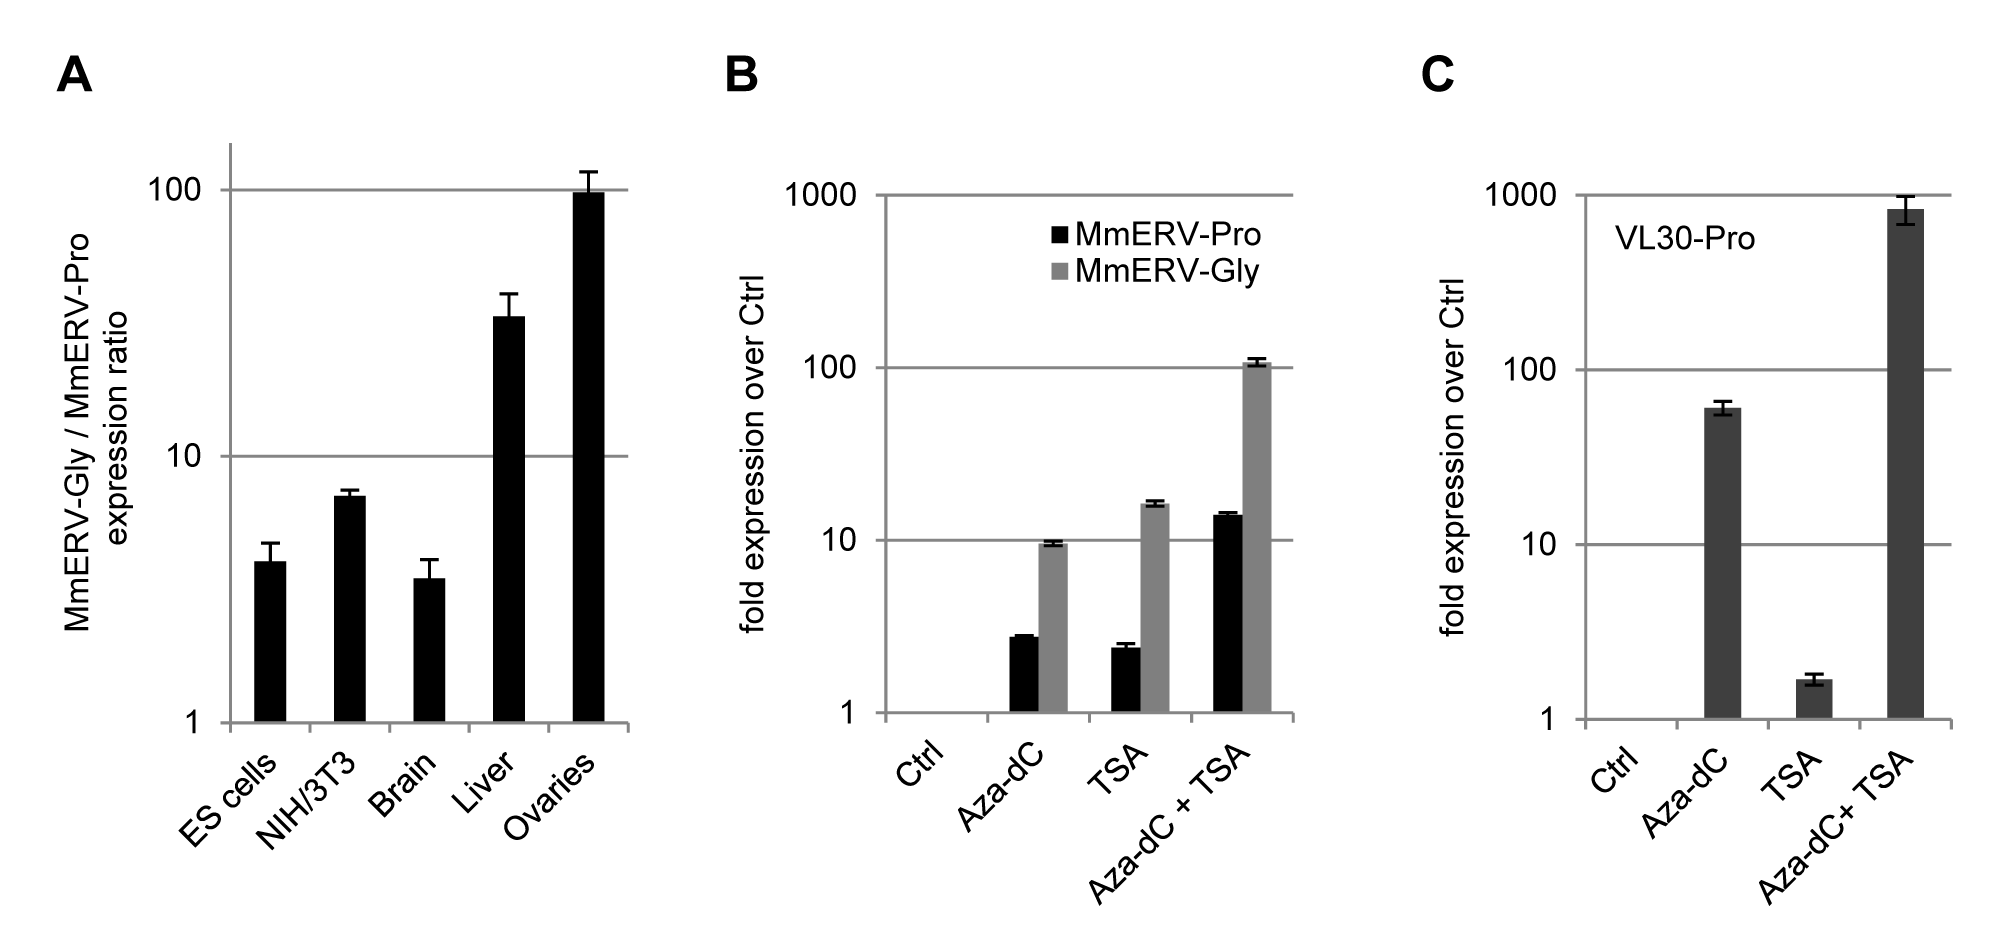 A
MmERV-Gly / MmERV-Pro
expression ratio
100
10
1
ES cells
NIH/3T3
Brain
Liver
Ovaries
B
fold expression over Ctrl
1000
100
10
1
MmERV-Pro
MmERV-Gly
Ctrl
Aza-dC
TSA
Aza-dC + TSA
C
fold expression over Ctrl
1000
100
10
1
VL30-Pro
Ctrl
Aza-dC
TSA
Aza-dC+ TSA